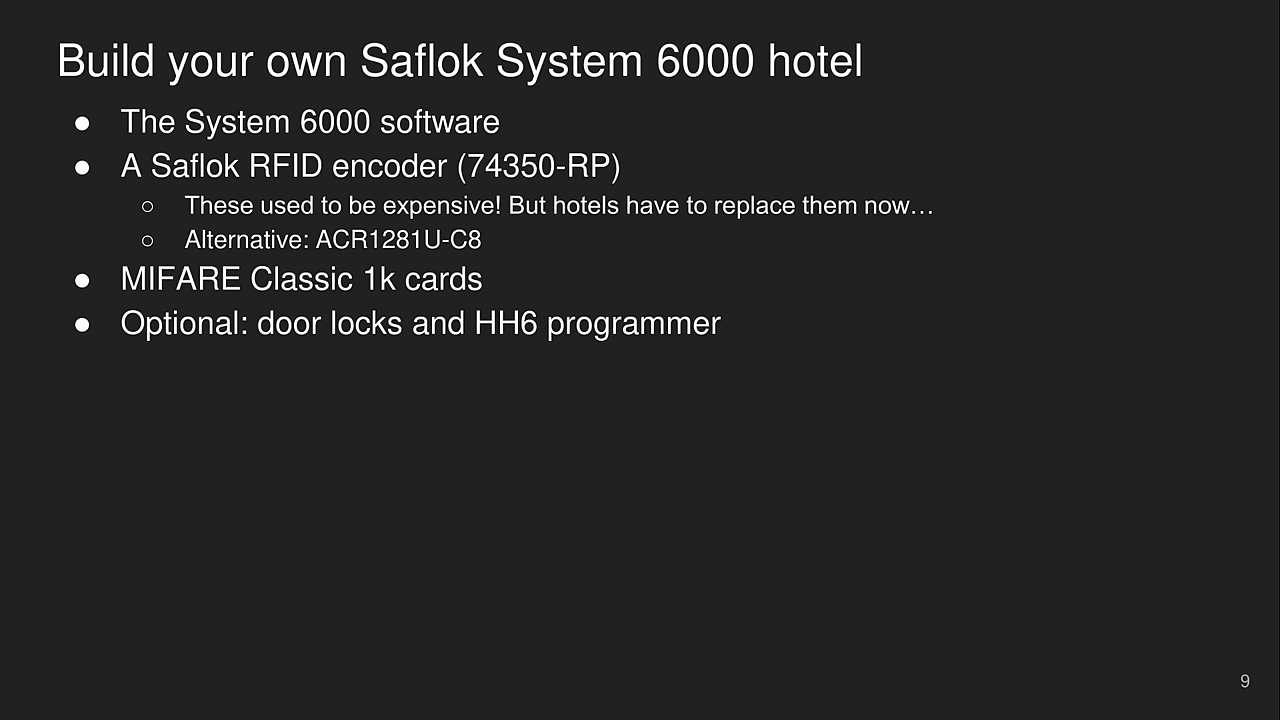 Build your own Saflok System 6000 hotel
● The System 6000 software
● A Saflok RFID encoder (74350-RP)
○ These used to be expensive! But hotels have to replace them now…
○ Alternative: ACR1281U-C8
● MIFARE Classic 1k cards
● Optional: door locks and HH6 programmer
9